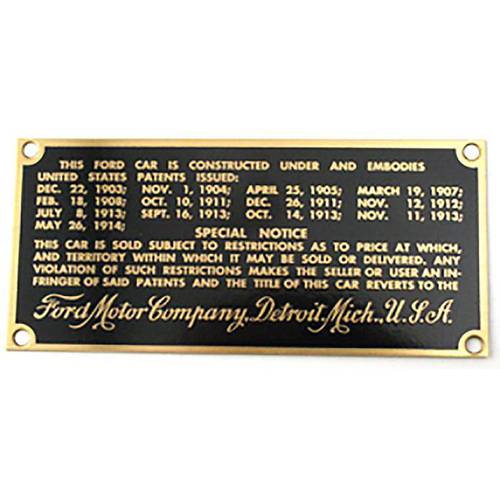 THIS FORD CAR IS CONSTRUCTED UNDER AND EMBODIES
UNITED STATES PATENTS ISSUED:
DEC. 22, 1903; NOV. 1, 1904; APRIL 25, 1905; MARCH 19, 1907;
FEB. 18, 1908; OCT. 10, 1911; DEC. 26, 1911; NOV. 12, 1912;
JULY 8, 1913; SEPT. 16, 1913; OCT. 14, 1913; NOV. 11, 1913;
MAY 26, 1914;
SPECIAL NOTICE
THIS CAR IS SOLD SUBJECT TO RESTRICTIONS AS TO PRICE AT WHICH,
AND TERRITORY WITHIN WHICH IT MAY BE SOLD OR DELIVERED. ANY
VIOLATION OF SUCH RESTRICTIONS MAKES THE SELLER OR USER AN IN-
FRINGER OF SAID PATENTS AND THE TITLE OF THIS CAR REVERTS TO THE
Ford Motor Company, Detroit, Mich., U.S.A.